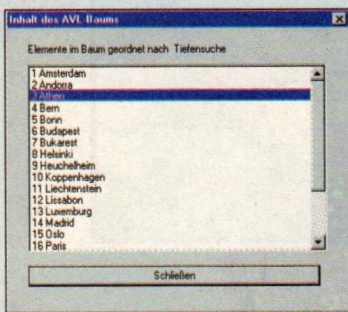 Inhalt des AVL Baums
Elemente im Baum geordnet nach Tiefensuche
1 Amsterdam
2 Andorra
3 Athen
4 Bern
5 Bonn
6 Budapest
7 Bukarest
8 Helsinki
9 Heuchelheim
10 Koppenhagen
11 Liechtenstein
12 Lissabon
13 Luxemburg
14 Madrid
15 Oslo
16 Paris
Schließen